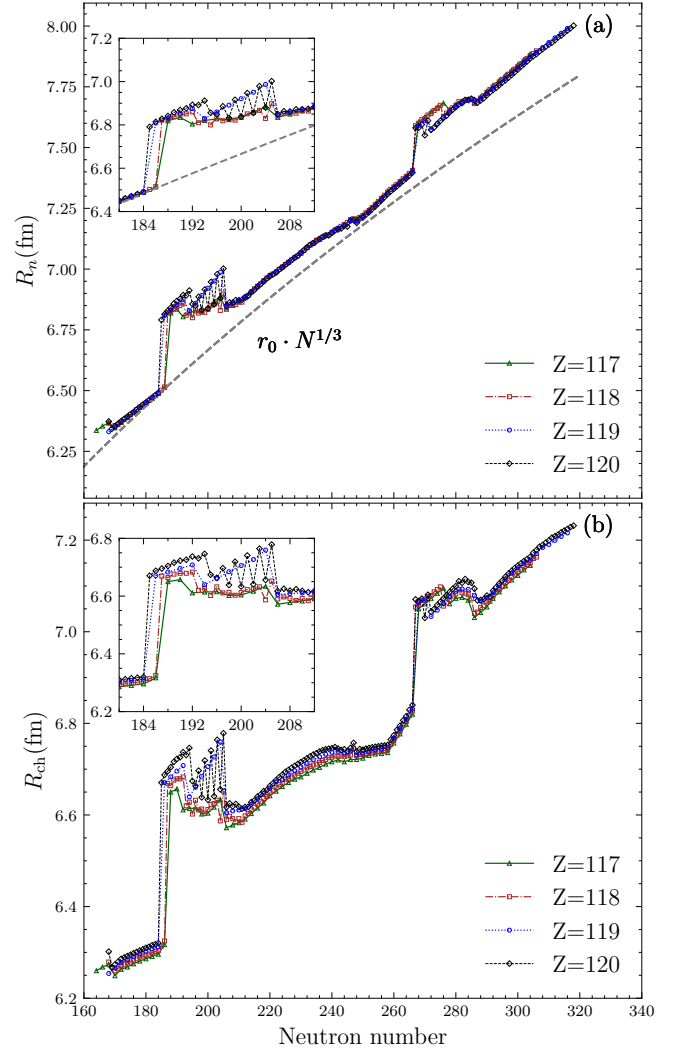 (a)
8.00
7.75
7.50
7.25
7.00
6.75
6.50
6.25
R_n(fm)
7.2
7.0
6.8
6.6
6.4
184 192 200 208
r_0 · N^{1/3}
Z=117
Z=118
Z=119
Z=120
(b)
7.2
7.0
6.8
6.6
6.4
6.2
R_ch(fm)
7.0
6.8
6.6
6.4
6.2
184 192 200 208
Z=117
Z=118
Z=119
Z=120
160 180 200 220 240 260 280 300 320 340
Neutron number